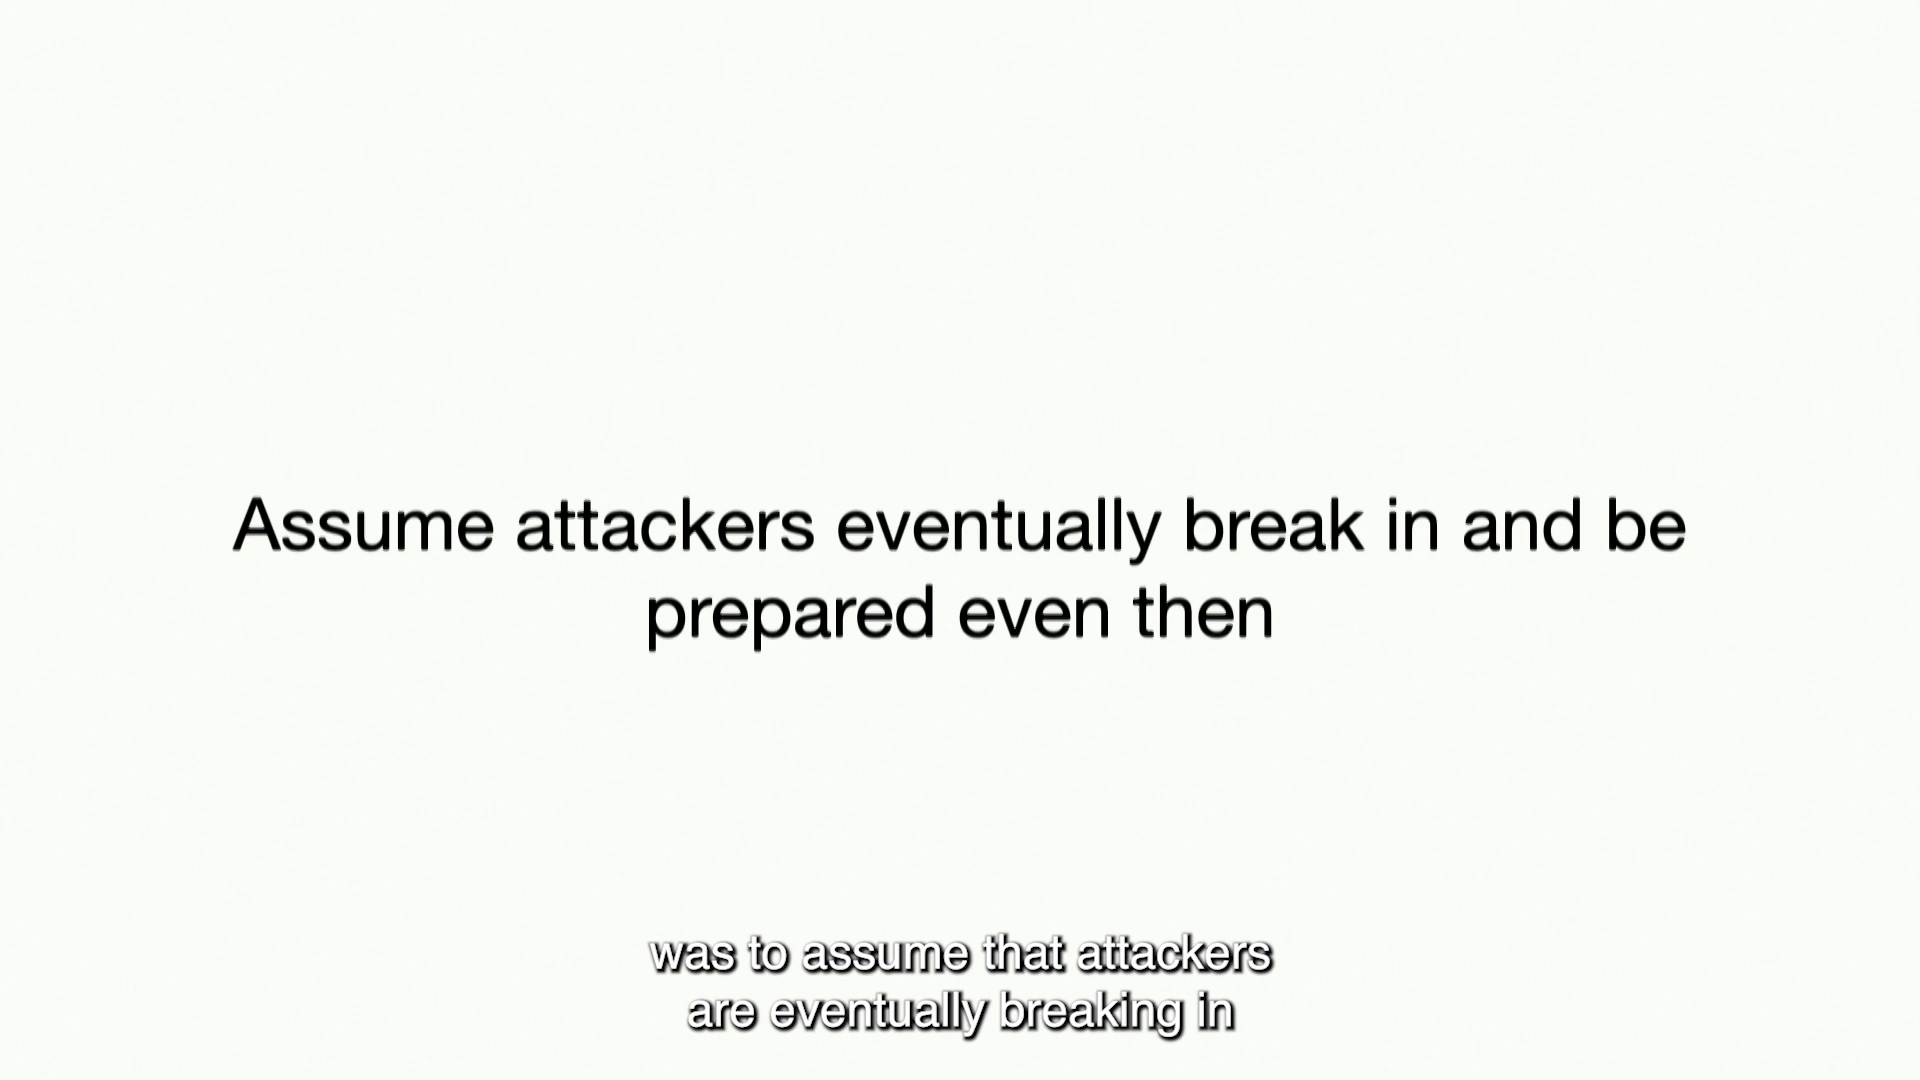 Assume attackers eventually break in and be
prepared even then
was to assume that attackers
are eventually breaking in